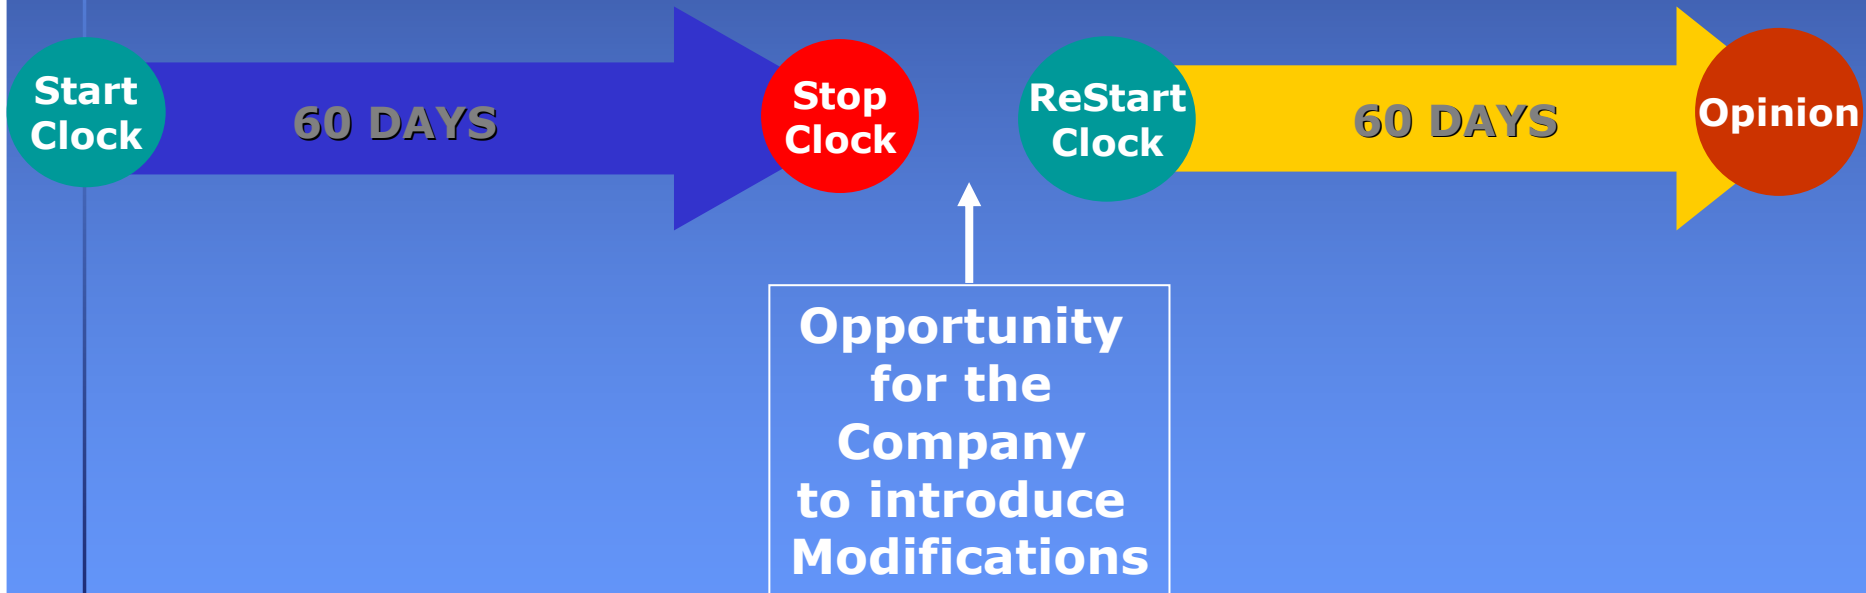 Start
Clock
60 DAYS
Stop
Clock
ReStart
Clock
60 DAYS
Opinion
Opportunity
for the
Company
to introduce
Modifications